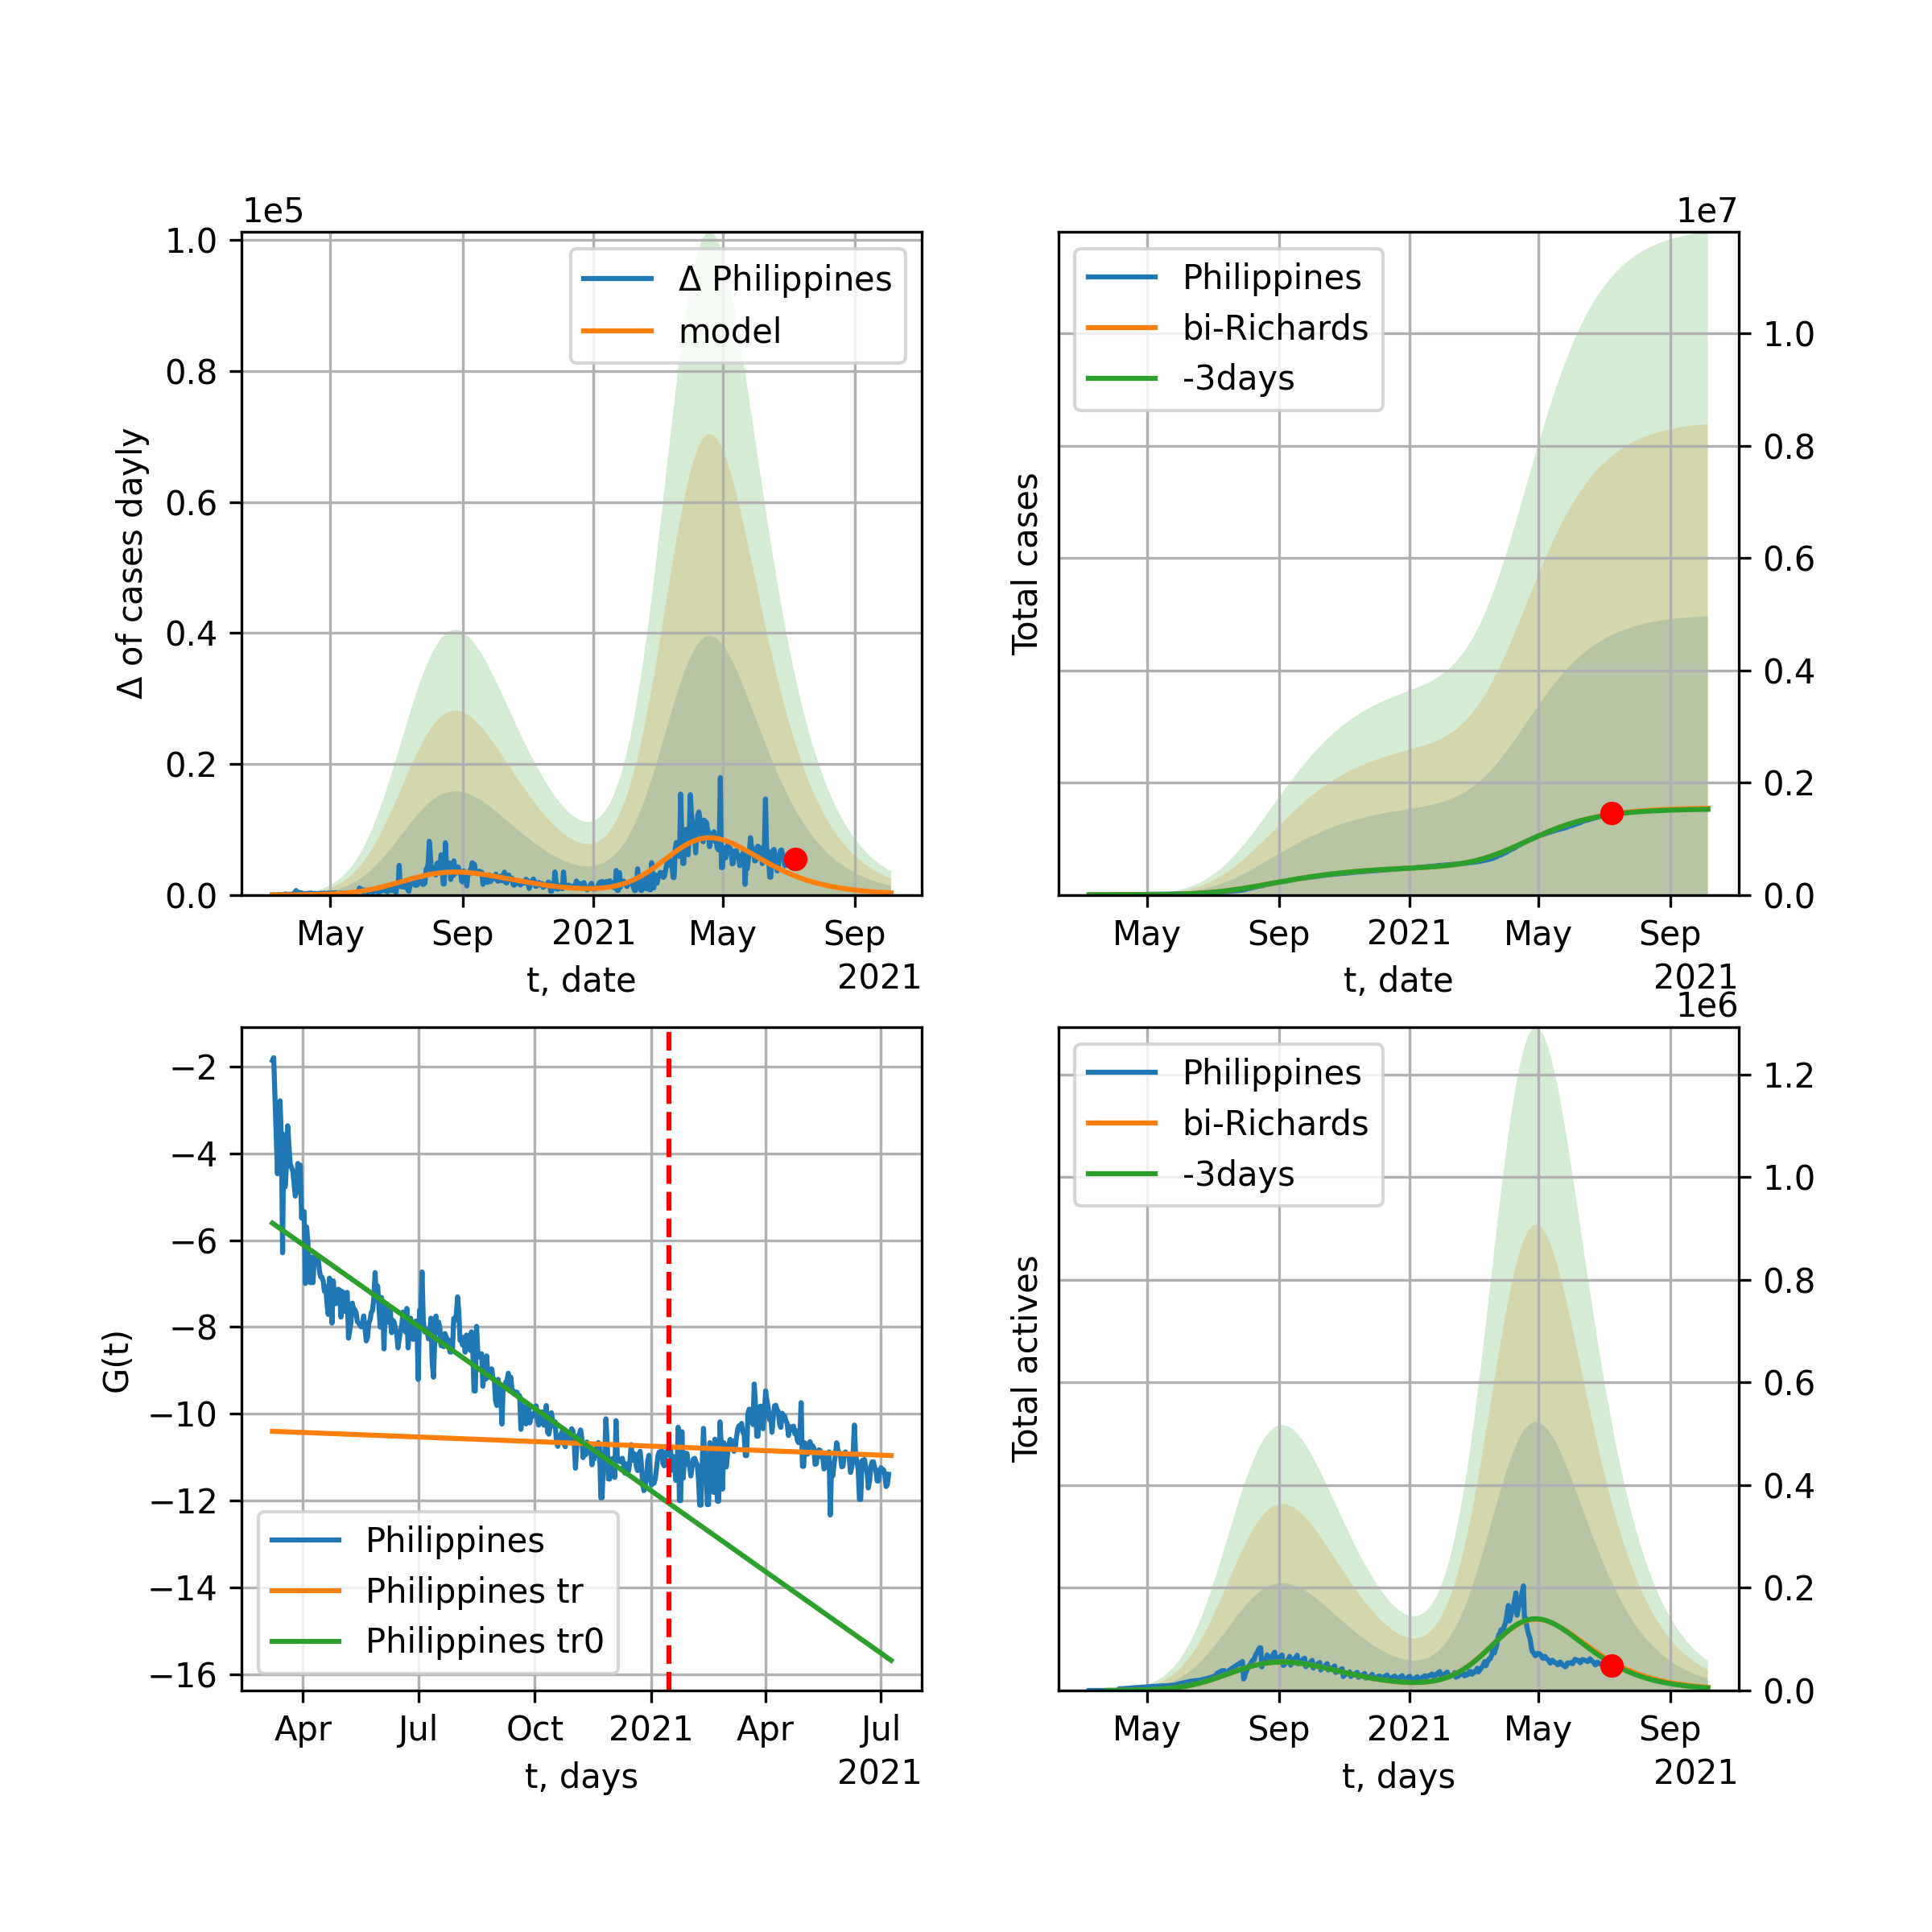 1e5
1.0
0.8
0.6
0.4
0.2
0.0
Δ of cases dayly
Δ Philippines
model
May Sep 2021 May Sep
t, date
2021
1e7
Philippines
bi-Richards
-3days
Total cases
1.0
0.8
0.6
0.4
0.2
0.0
May Sep 2021 May Sep
t, date
2021
−2
−4
−6
−8
−10
−12
−14
−16
G(t)
Philippines
Philippines tr
Philippines tr0
Apr Jul Oct 2021 Apr Jul
t, days
2021
1e6
Philippines
bi-Richards
-3days
Total actives
1.2
1.0
0.8
0.6
0.4
0.2
0.0
May Sep 2021 May Sep
t, days
2021